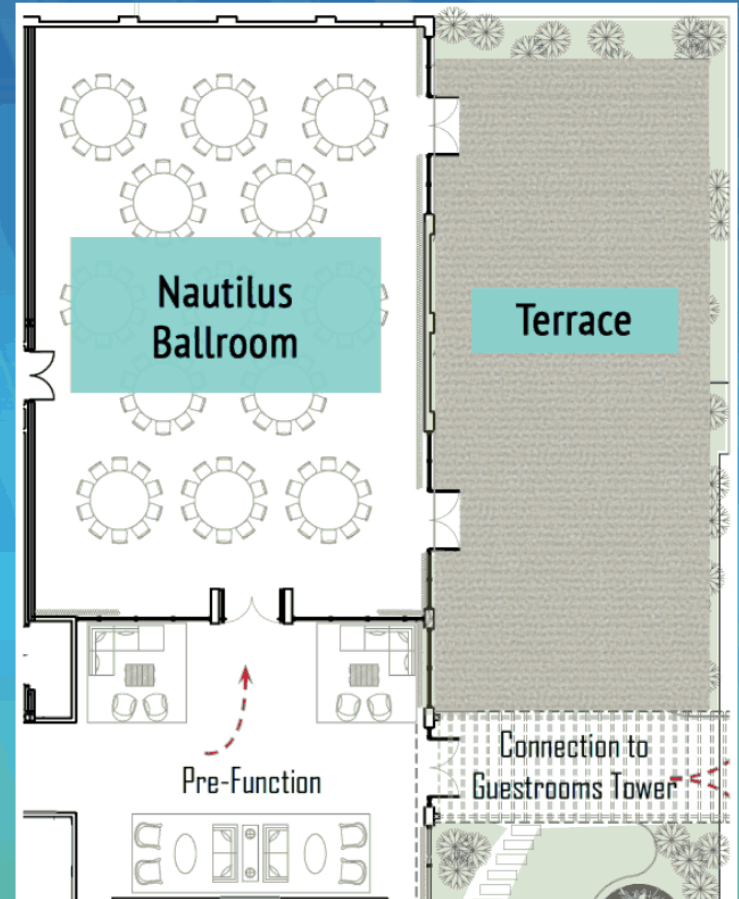 Nautilus
Ballroom
Terrace
Pre-Function
Connection to
Guestrooms Tower